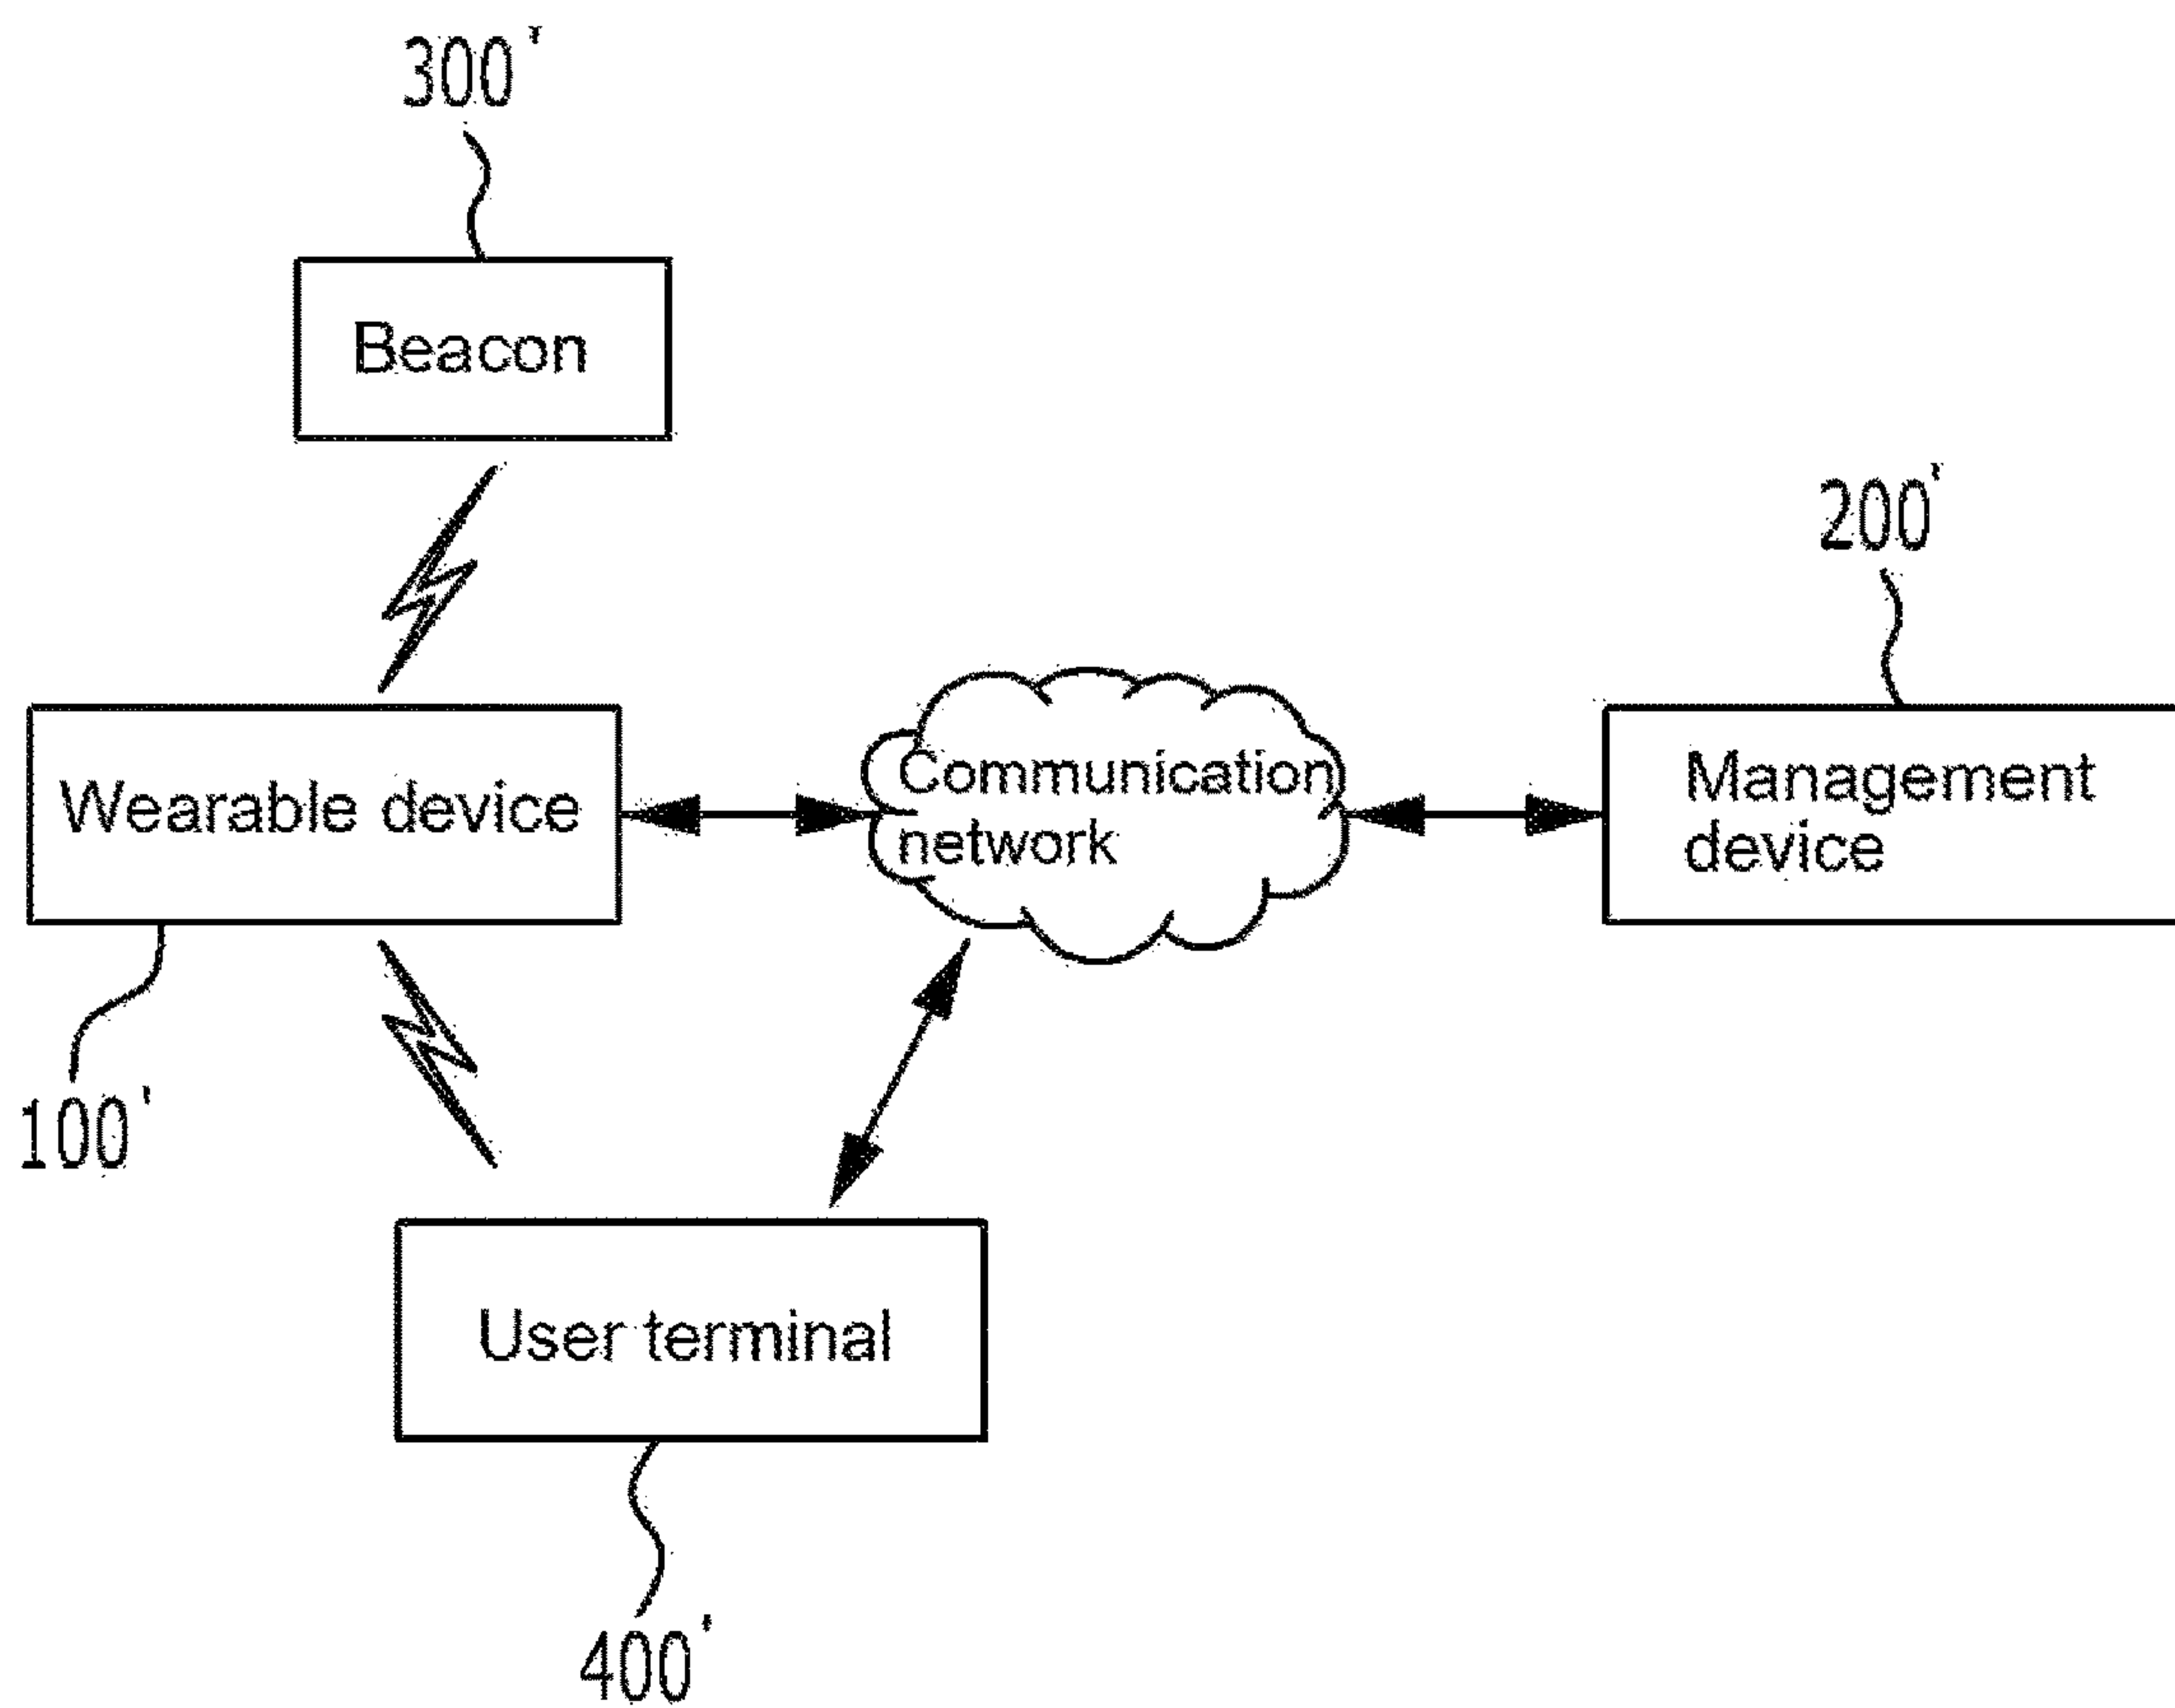 300'
Beacon
200'
Wearable device
Communication
network
Management
device
100'
User terminal
400'